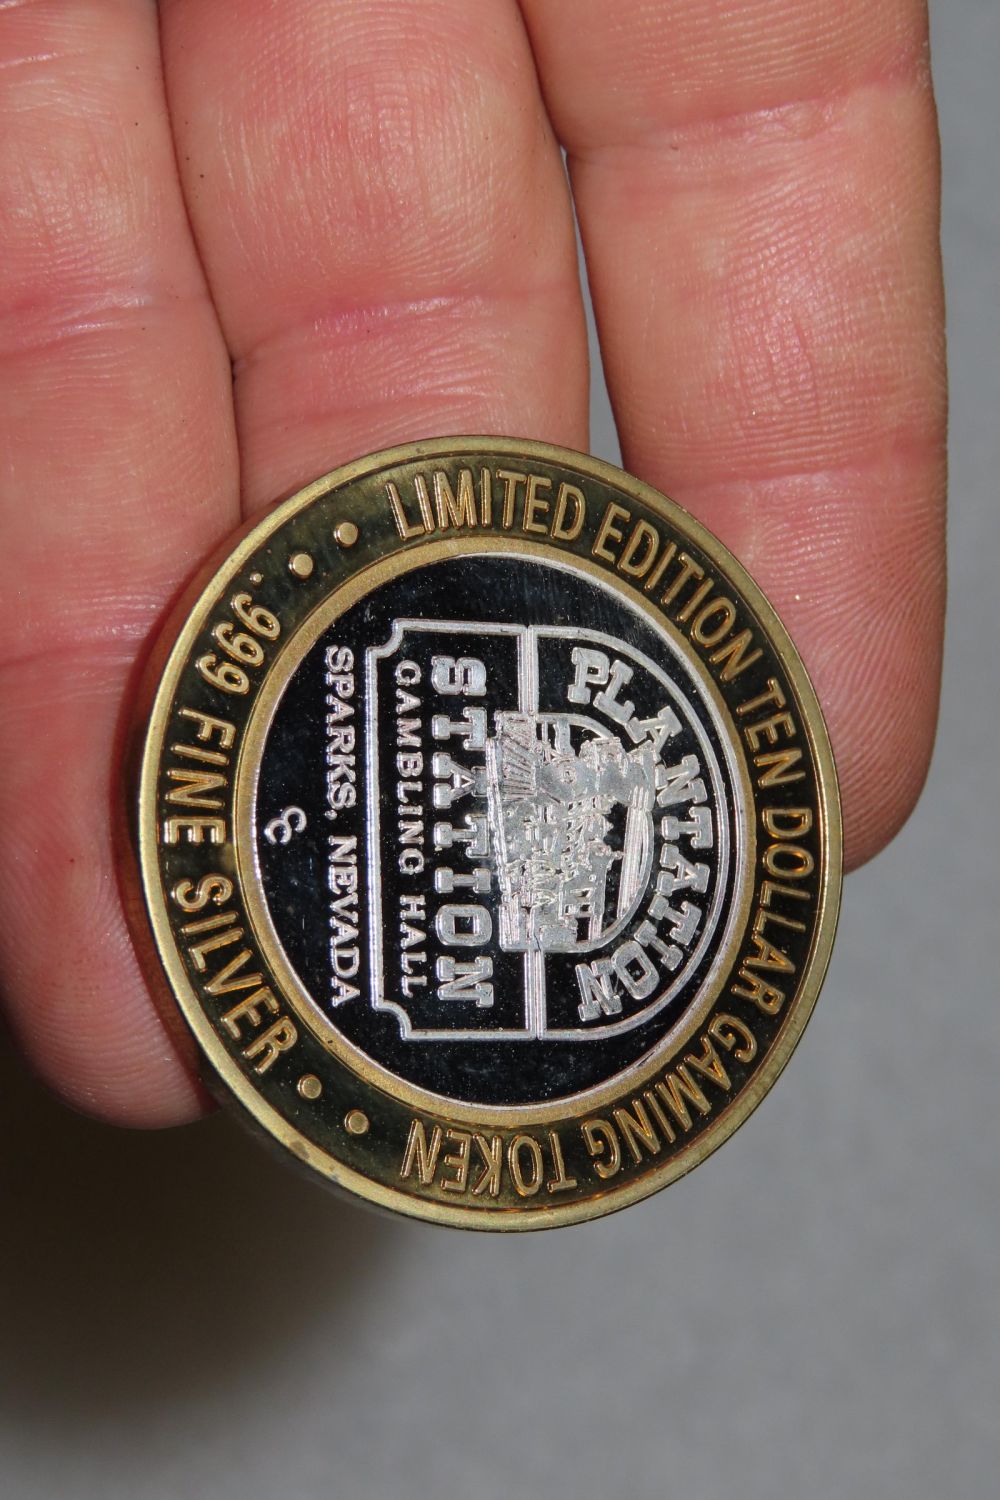 LIMITED EDITION TEN DOLLAR GAMING TOKEN
PLANTATION
STATION
GAMBLING HALL
SPARKS, NEVADA
.999 FINE SILVER